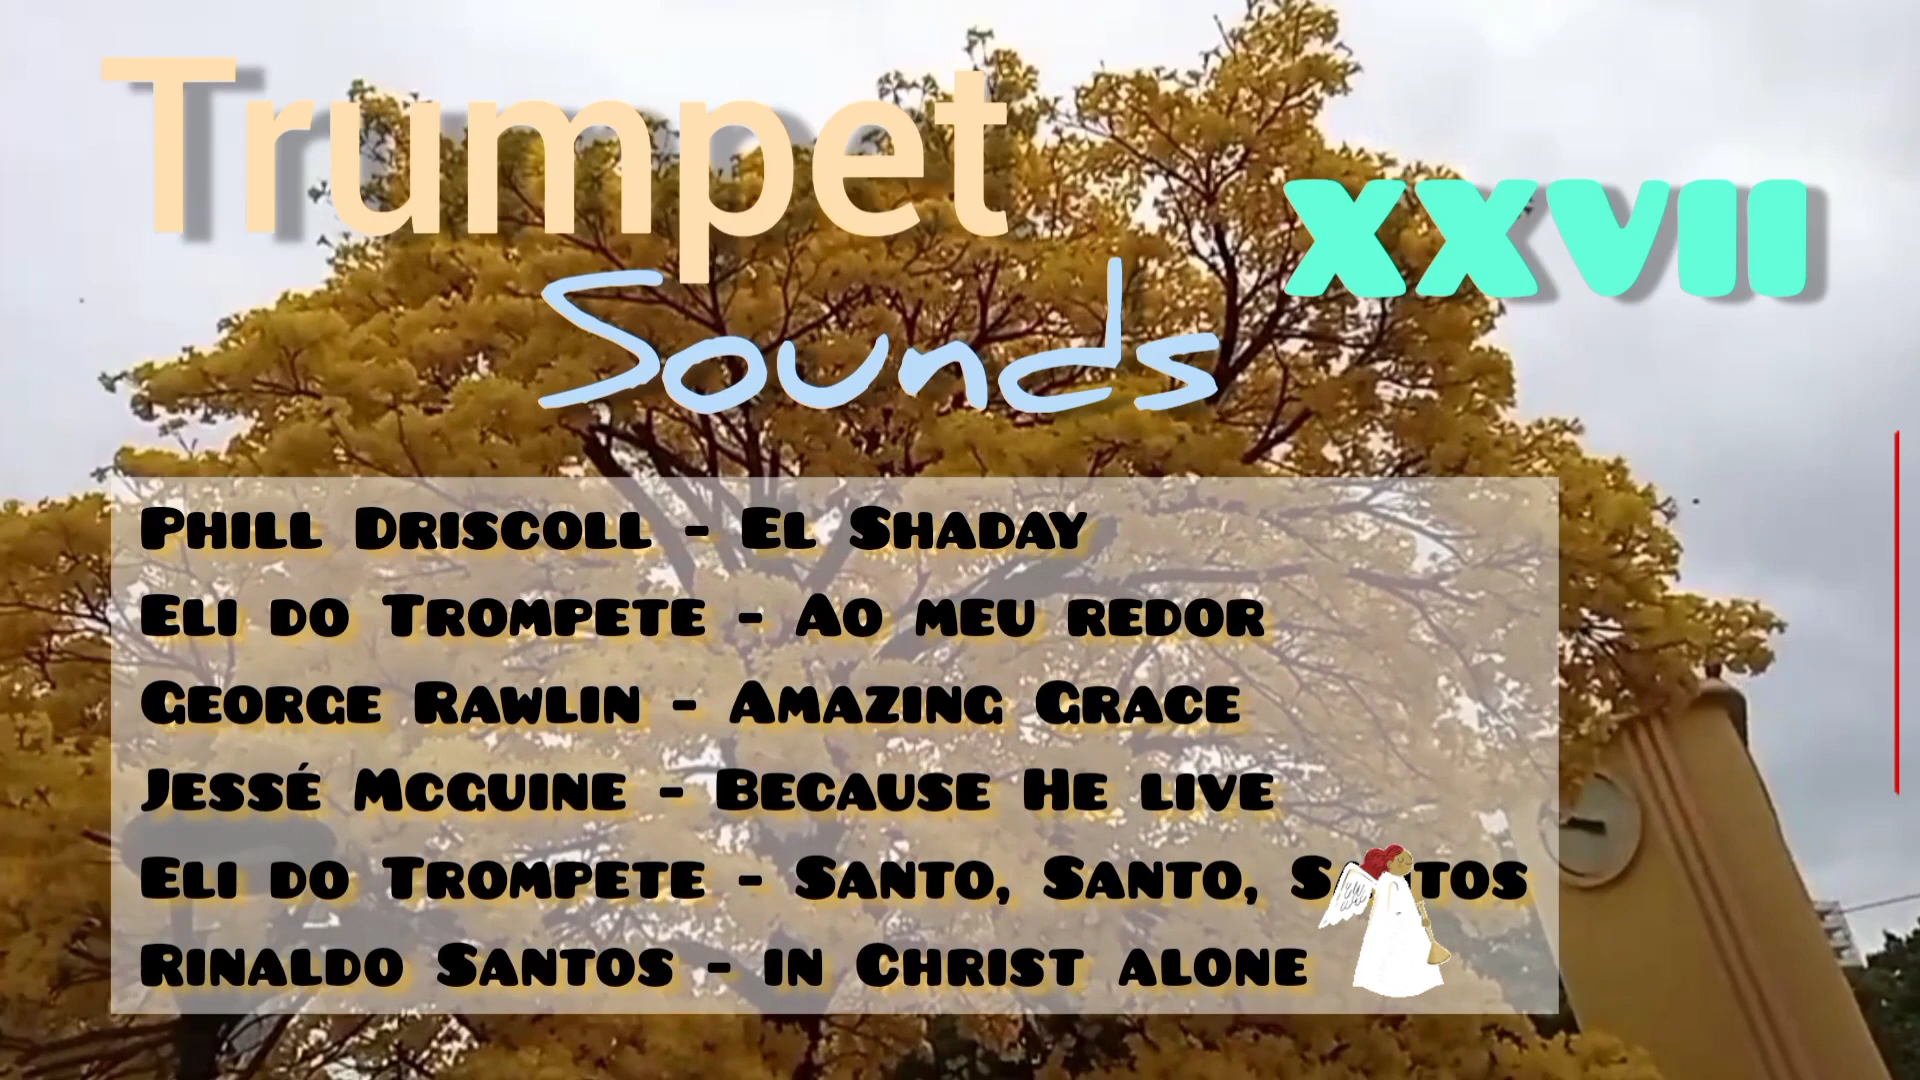 Trumpet
Sounds
XXVII
Phill Driscoll - El Shaday
Eli do Trompete - Ao meu redor
George Rawlin - Amazing Grace
Jessé Mcguine - Because He live
Eli do Trompete - Santo, Santo,
Rinaldo Santos - in Christ alone